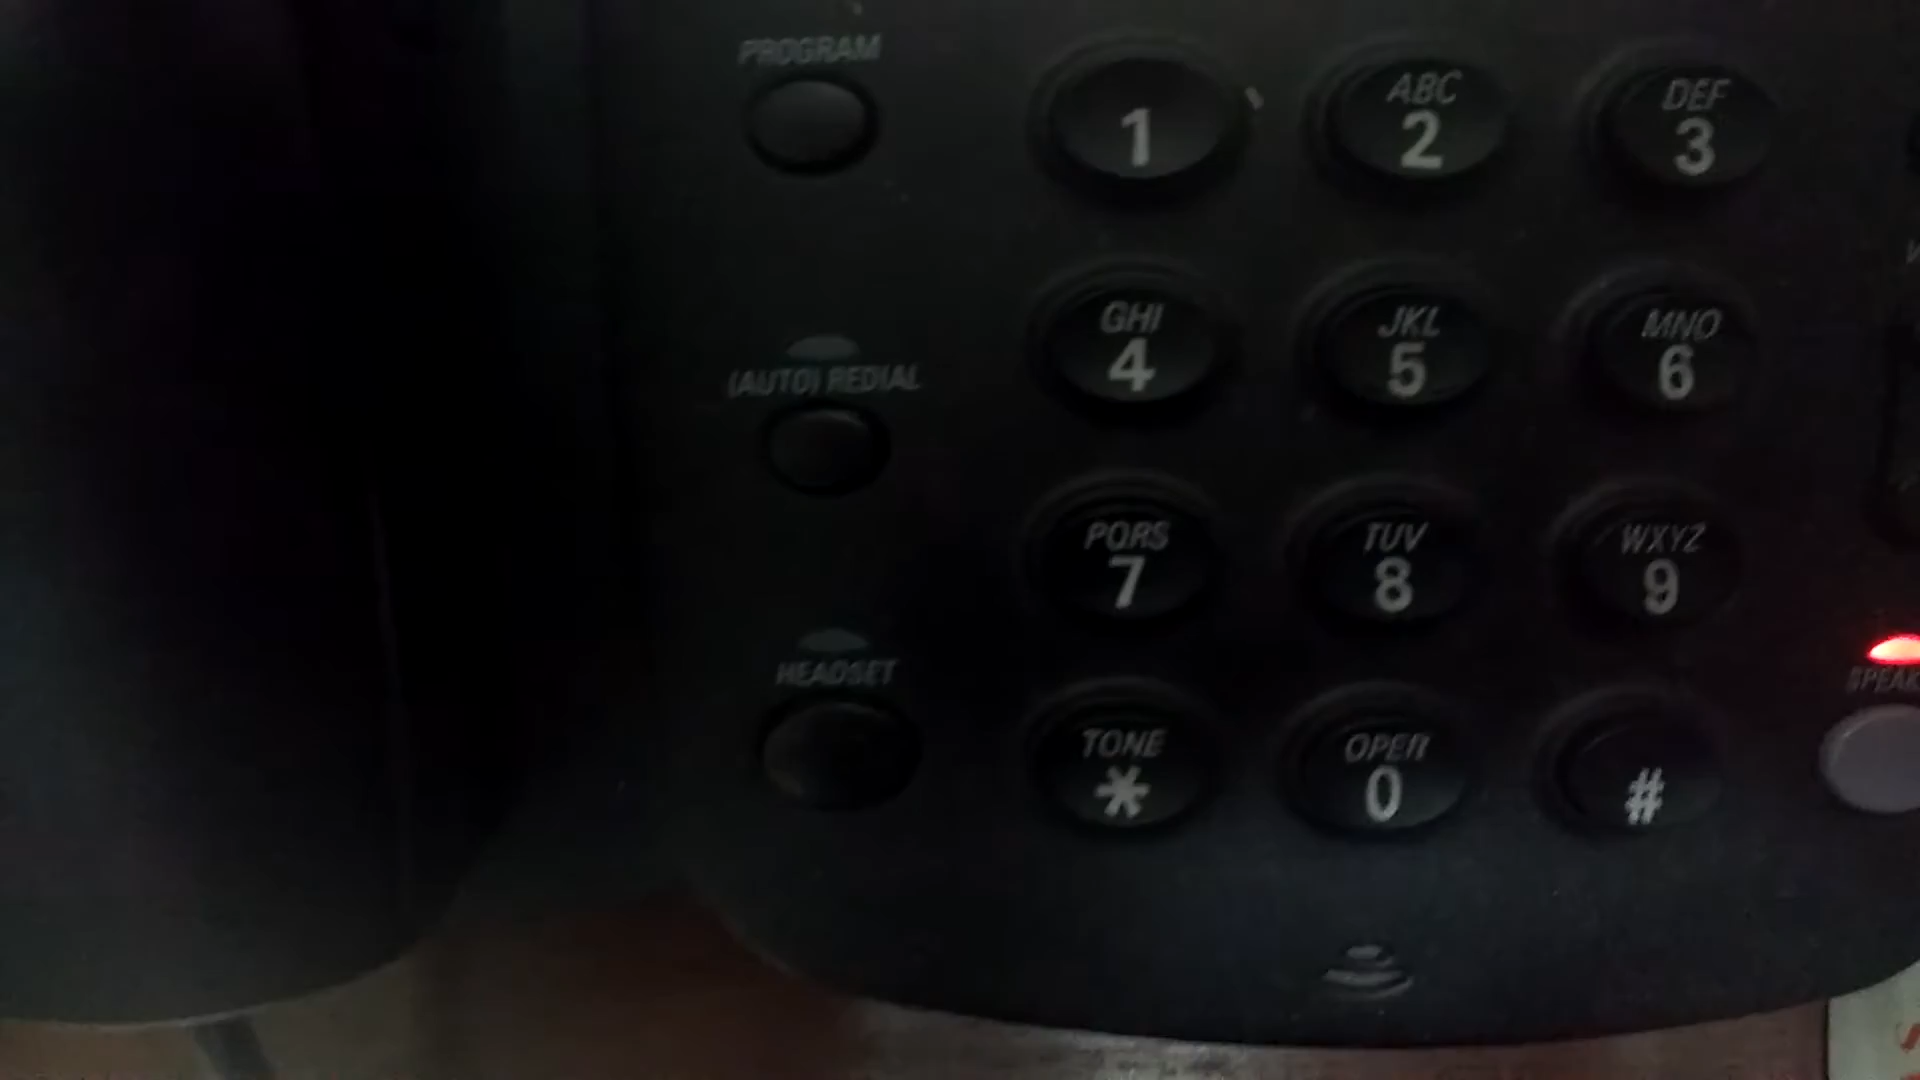 PROGRAM
1
ABC
2
DEF
3
(AUTO) REDIAL
GHI
4
JKL
5
MNO
6
PQRS
7
TUV
8
WXYZ
9
HEADSET
TONE
*
OPER
0
#
SPEAK